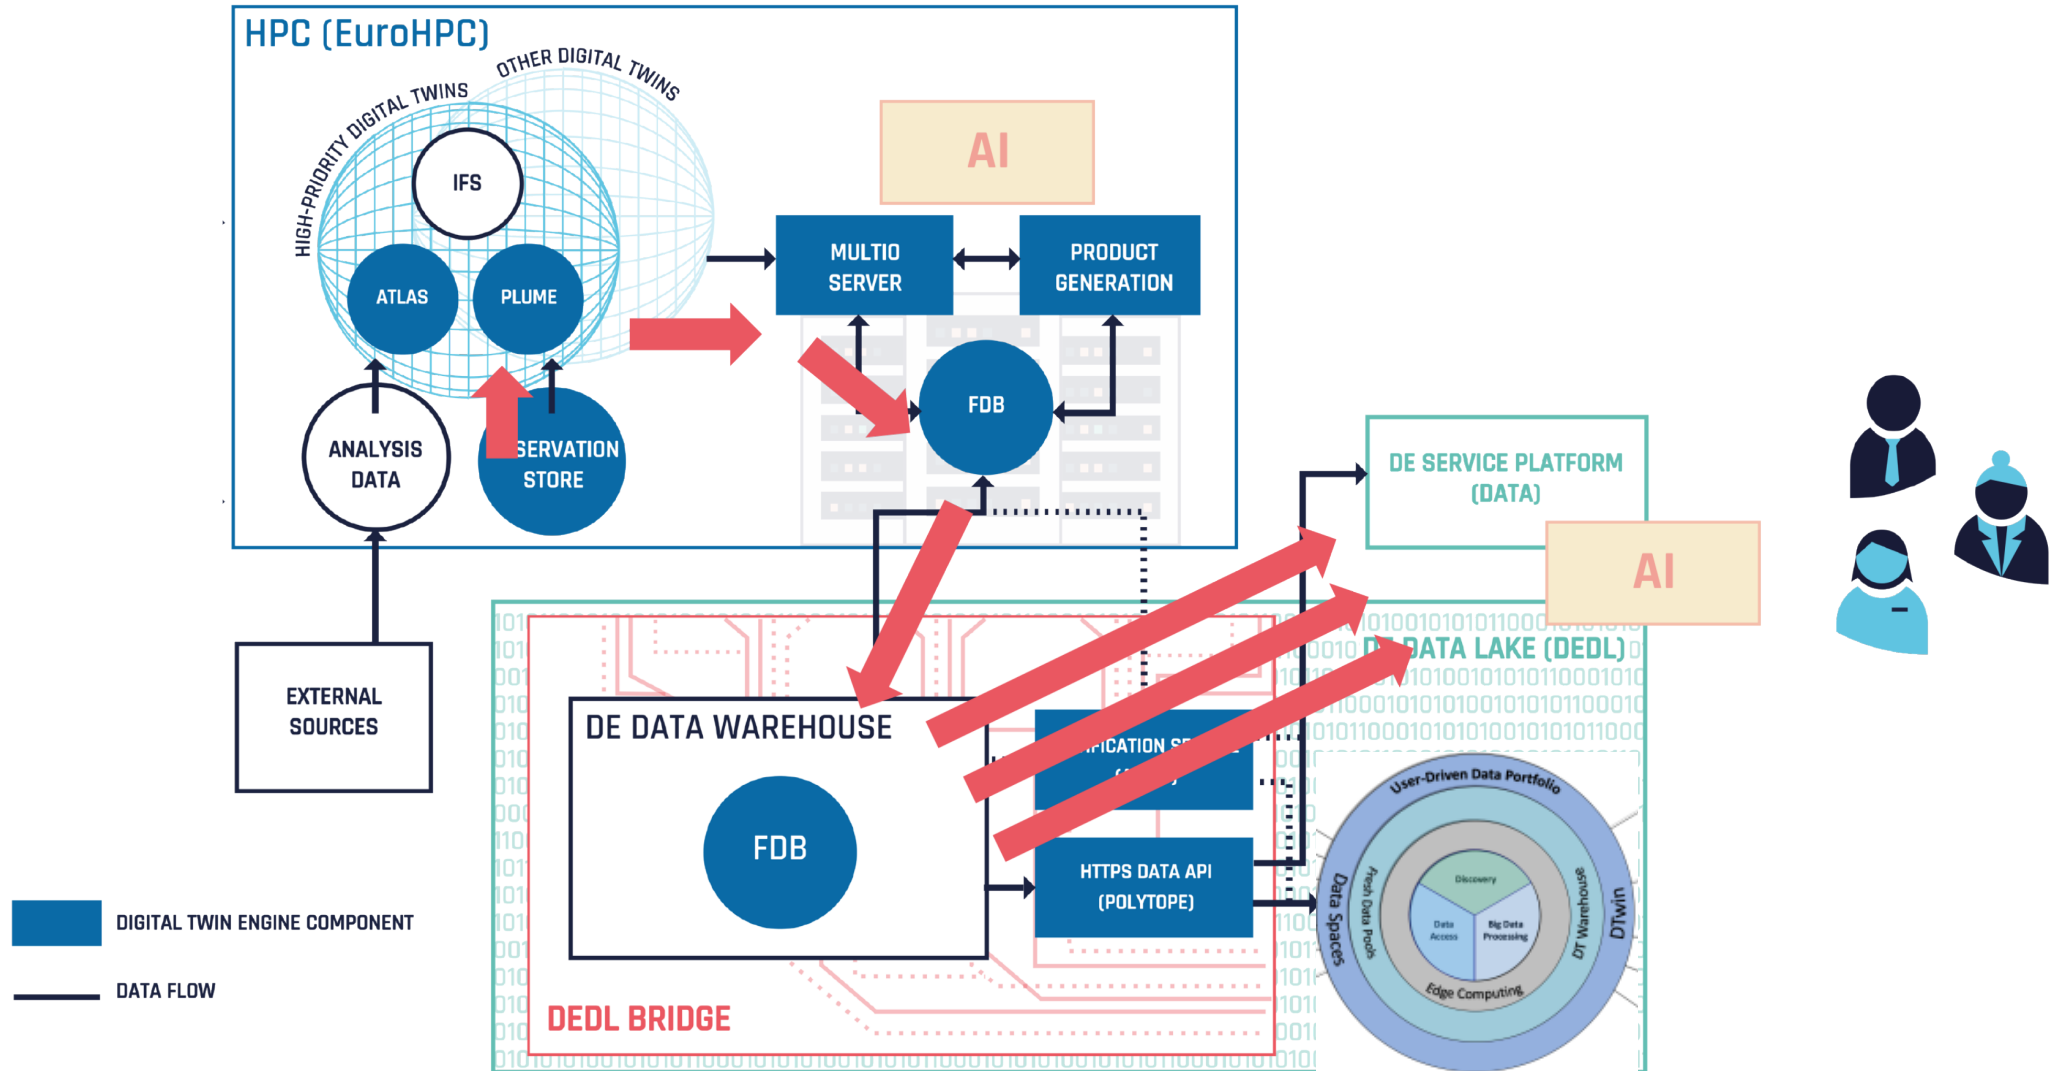 HPC (EuroHPC)
OTHER DIGITAL TWINS
HIGH-PRIORITY DIGITAL TWINS
IFS
ATLAS
PLUME
AI
MULTIO
SERVER
PRODUCT
GENERATION
FDB
ANALYSIS
DATA
SERVATION
STORE
EXTERNAL
SOURCES
DE SERVICE PLATFORM
(DATA)
AI
DATA LAKE (DEDL)
DE DATA WAREHOUSE
FDB
IFICATION
HTTPS DATA API
(POLYTOPE)
DEDL BRIDGE
User-Driven Data Portfolio
Data Spaces
DTwin
Fresh Data Pools
DT Warehouse
Edge Computing
Discovery
Data
Access
Big Data
Processing
DIGITAL TWIN ENGINE COMPONENT
DATA FLOW